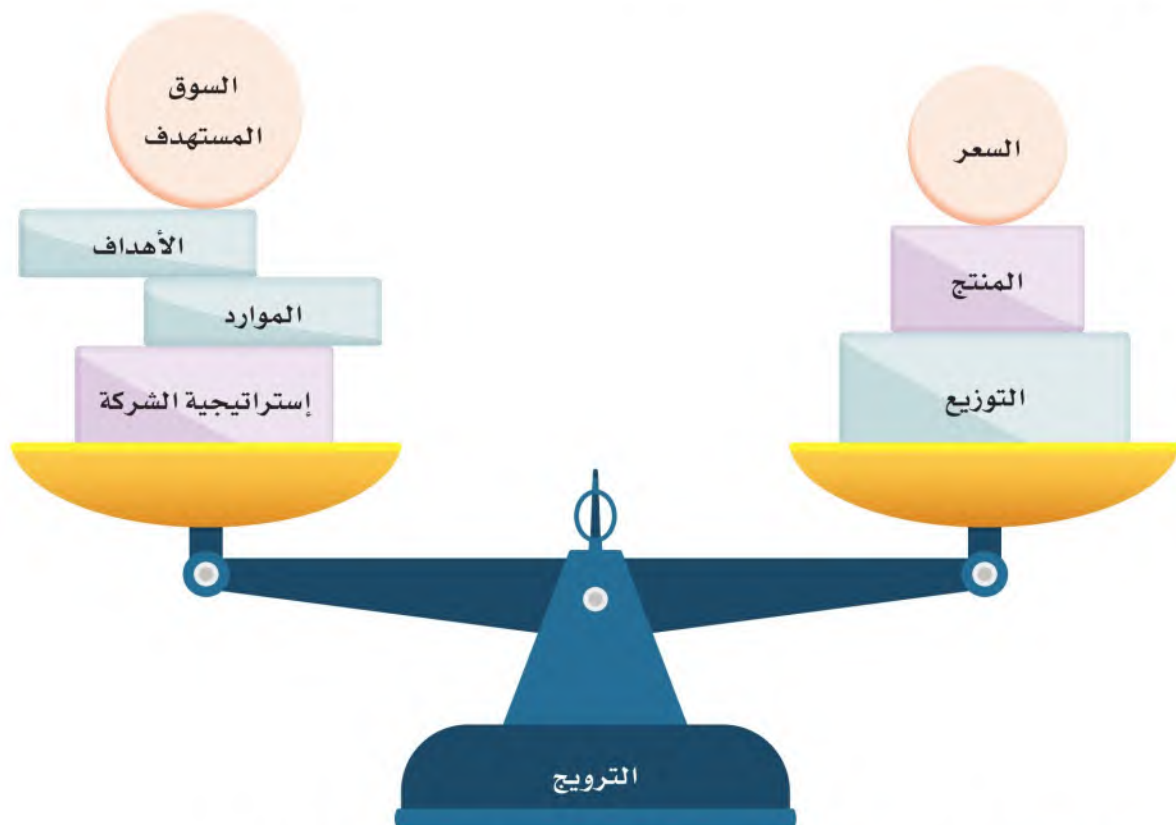 السوق
المستهدف
الأهداف
الموارد
إستراتيجية الشركة
السعر
المنتج
التوزيع
الترويج